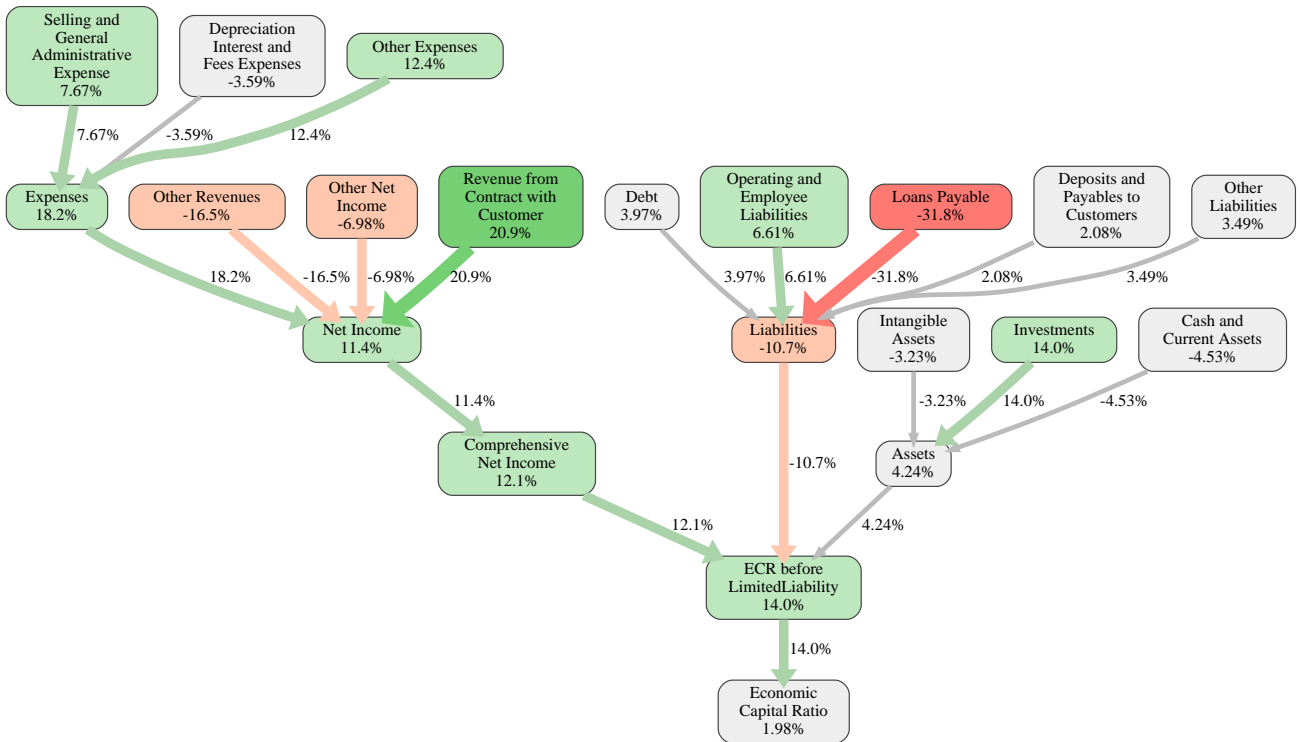 Selling and
General
Administrative
Expense
7.67%
Depreciation
Interest and
Fees Expenses
-3.59%
Other Expenses
12.4%
7.67%
-3.59%
12.4%
Expenses
18.2%
Other Revenues
-16.5%
Other Net
Income
-6.98%
Revenue from
Contract with
Customer
20.9%
Debt
3.97%
Operating and
Employee
Liabilities
6.61%
Loans Payable
-31.8%
Deposits and
Payables to
Customers
2.08%
Other
Liabilities
3.49%
18.2%
-16.5%
-6.98%
20.9%
3.97%
6.61%
-31.8%
2.08%
3.49%
Net Income
11.4%
Liabilities
-10.7%
Intangible
Assets
-3.23%
Investments
14.0%
Cash and
Current Assets
-4.53%
11.4%
-3.23%
14.0%
-4.53%
Comprehensive
Net Income
12.1%
-10.7%
Assets
4.24%
12.1%
4.24%
ECR before
LimitedLiability
14.0%
14.0%
Economic
Capital Ratio
1.98%